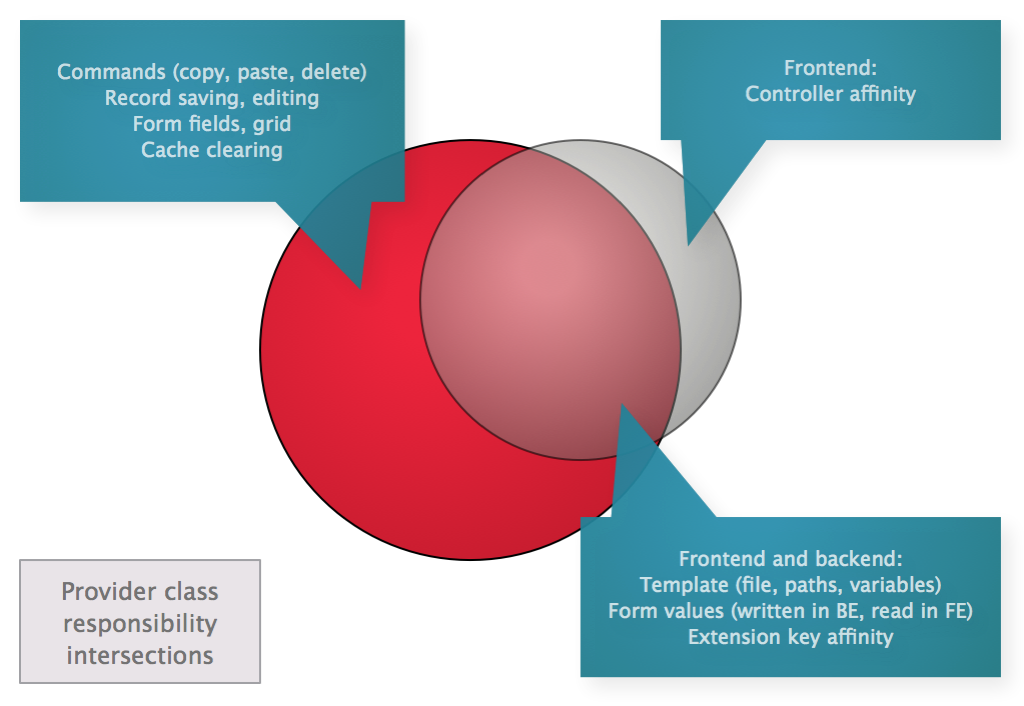 Commands (copy, paste, delete)
Record saving, editing
Form fields, grid
Cache clearing
Frontend:
Controller affinity
Frontend and backend:
Template (file, paths, variables)
Form values (written in BE, read in FE)
Extension key affinity
Provider class
responsibility
intersections